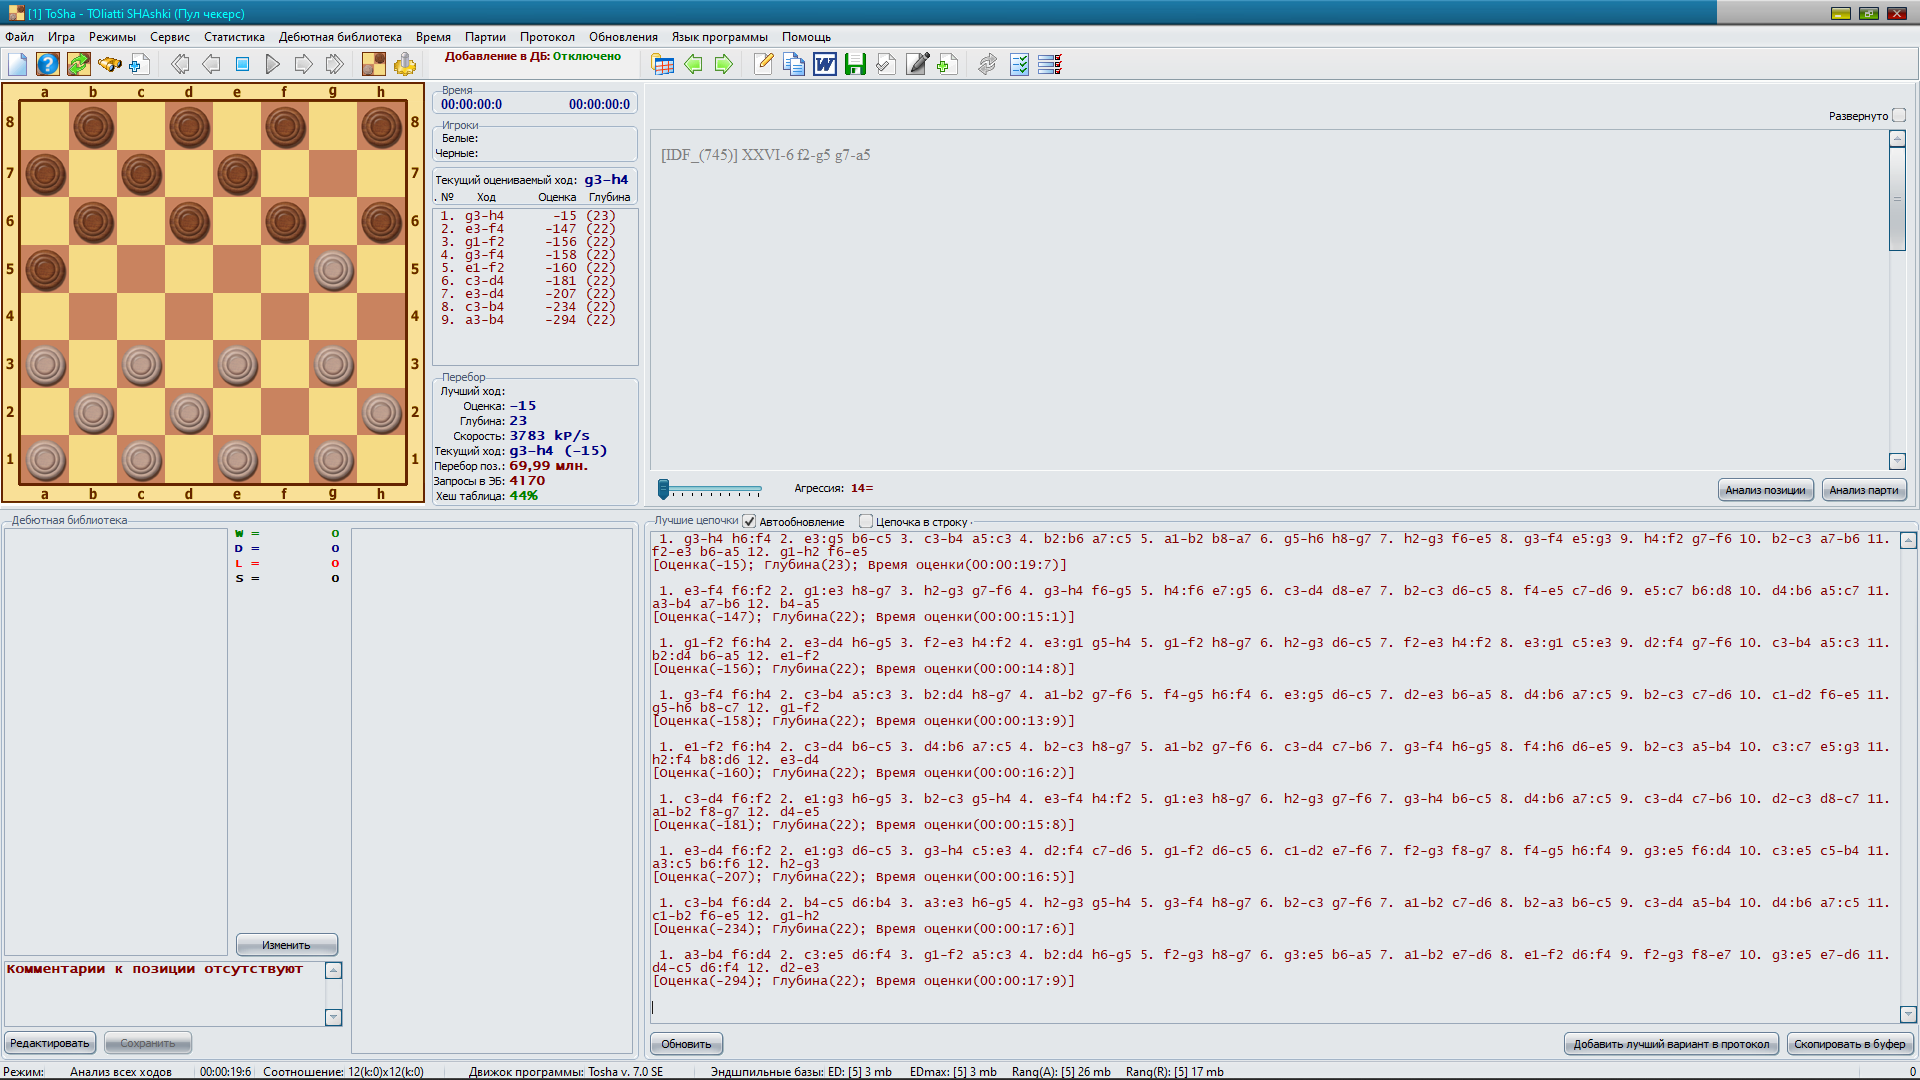 [1] ToSha - TOliatti SHAshki (Пул чекерс)
Файл Игра Режимы Сервис Статистика Дебютная библиотека Время Партии Протокол Обновления Язык программы Помощь
Добавление в ДБ: Отключено
a b c d e f g h
8 8
7 7
6 6
5 5
4 4
3 3
2 2
1 1
a b c d e f g h
Время
00:00:00:0 00:00:00:0
Игроки
Белые:
Черные:
Текущий оцениваемый ход: g3-h4
. № Ход Оценка Глубина
1. g3-h4 -15 (23)
2. e3-f4 -147 (22)
3. g1-f2 -156 (22)
4. g3-f4 -158 (22)
5. e1-f2 -160 (22)
6. c3-d4 -181 (22)
7. e3-d4 -207 (22)
8. c3-b4 -234 (22)
9. a3-b4 -294 (22)
Перебор
Лучший ход:
Оценка: -15
Глубина: 23
Скорость: 3783 kP/s
Текущий ход: g3-h4 (-15)
Перебор поз.: 69,99 млн.
Запросы в ЭБ: 4170
Хеш таблица: 44%
Развернуто
[IDF_(745)] XXVI-6 f2-g5 g7-a5
Агрессия: 14=
Анализ позиции Анализ парти
Дебютная библиотека
W = 0
D = 0
L = 0
S = 0
Изменить
Комментарии к позиции отсутствуют
Редактировать Сохранить
Лучшие цепочки Автообновление Цепочка в строку
1. g3-h4 h6:f4 2. e3:g5 b6-c5 3. c3-b4 a5:c3 4. b2:b6 a7:c5 5. a1-b2 b8-a7 6. g5-h6 h8-g7 7. h2-g3 f6-e5 8. g3-f4 e5:g3 9. h4:f2 g7-f6 10. b2-c3 a7-b6 11.
f2-e3 b6-a5 12. g1-h2 f6-e5
[Оценка(-15); Глубина(23); Время оценки(00:00:19:7)]
1. e3-f4 f6:f2 2. g1:e3 h8-g7 3. h2-g3 g7-f6 4. g3-h4 f6-g5 5. h4:f6 e7:g5 6. c3-d4 d8-e7 7. b2-c3 d6-c5 8. f4-e5 c7-d6 9. e5:c7 b6:d8 10. d4:b6 a5:c7 11.
a3-b4 a7-b6 12. b4-a5
[Оценка(-147); Глубина(22); Время оценки(00:00:15:1)]
1. g1-f2 f6:h4 2. e3-d4 h6-g5 3. f2-e3 h4:f2 4. e3:g1 g5-h4 5. g1-f2 h8-g7 6. h2-g3 d6-c5 7. f2-e3 h4:f2 8. e3:g1 c5:e3 9. d2:f4 g7-f6 10. c3-b4 a5:c3 11.
b2:d4 b6-a5 12. e1-f2
[Оценка(-156); Глубина(22); Время оценки(00:00:14:8)]
1. g3-f4 f6:h4 2. c3-b4 a5:c3 3. b2:d4 h8-g7 4. a1-b2 g7-f6 5. f4-g5 h6:f4 6. e3:g5 d6-c5 7. d2-e3 b6-a5 8. d4:b6 a7:c5 9. b2-c3 c7-d6 10. c1-d2 f6-e5 11.
g5-h6 b8-c7 12. g1-f2
[Оценка(-158); Глубина(22); Время оценки(00:00:13:9)]
1. e1-f2 f6:h4 2. c3-d4 b6-c5 3. d4:b6 a7:c5 4. b2-c3 h8-g7 5. a1-b2 g7-f6 6. c3-d4 c7-b6 7. g3-f4 h6-g5 8. f4:h6 d6-e5 9. b2-c3 a5-b4 10. c3:c7 e5:g3 11.
h2:f4 b8:d6 12. e3-d4
[Оценка(-160); Глубина(22); Время оценки(00:00:16:2)]
1. c3-d4 f6:f2 2. e1:g3 h6-g5 3. b2-c3 g5-h4 4. e3-f4 h4:f2 5. g1:e3 h8-g7 6. h2-g3 g7-f6 7. g3-h4 b6-c5 8. d4:b6 a7:c5 9. c3-d4 c7-b6 10. d2-c3 d8-c7 11.
a1-b2 f8-g7 12. d4-e5
[Оценка(-181); Глубина(22); Время оценки(00:00:15:8)]
1. e3-d4 f6:f2 2. e1:g3 d6-c5 3. g3-h4 c5:e3 4. d2:f4 c7-d6 5. g1-f2 d6-c5 6. c1-d2 e7-f6 7. f2-g3 f8-g7 8. f4-g5 h6:f4 9. g3:e5 f6:d4 10. c3:e5 c5-b4 11.
a3:c5 b6:f6 12. h2-g3
[Оценка(-207); Глубина(22); Время оценки(00:00:16:5)]
1. c3-b4 f6:d4 2. b4-c5 d6:b4 3. a3:e3 h6-g5 4. h2-g3 g5-h4 5. g3-f4 h8-g7 6. b2-c3 g7-f6 7. a1-b2 c7-d6 8. b2-a3 b6-c5 9. c3-d4 a5-b4 10. d4:b6 a7:c5 11.
c1-b2 f6-e5 12. g1-h2
[Оценка(-234); Глубина(22); Время оценки(00:00:17:6)]
1. a3-b4 f6:d4 2. c3:e5 d6:f4 3. g1-f2 a5:c3 4. b2:d4 h6-g5 5. f2-g3 h8-g7 6. g3:e5 b6-a5 7. a1-b2 e7-d6 8. e1-f2 d6:f4 9. f2-g3 f8-e7 10. g3:e5 e7-d6 11.
d4-c5 d6:f4 12. d2-e3
[Оценка(-294); Глубина(22); Время оценки(00:00:17:9)]
Обновить Добавить лучший вариант в протокол Скопировать в буфер
Режим: Анализ всех ходов 00:00:19:6 Соотношение: 12(k:0)x12(k:0) Движок программы: Tosha v. 7.0 SE Эндшпильные базы: ED: [5] 3 mb EDmax: [5] 3 mb Rang(A): [5] 26 mb Rang(R): [5] 17 mb 0